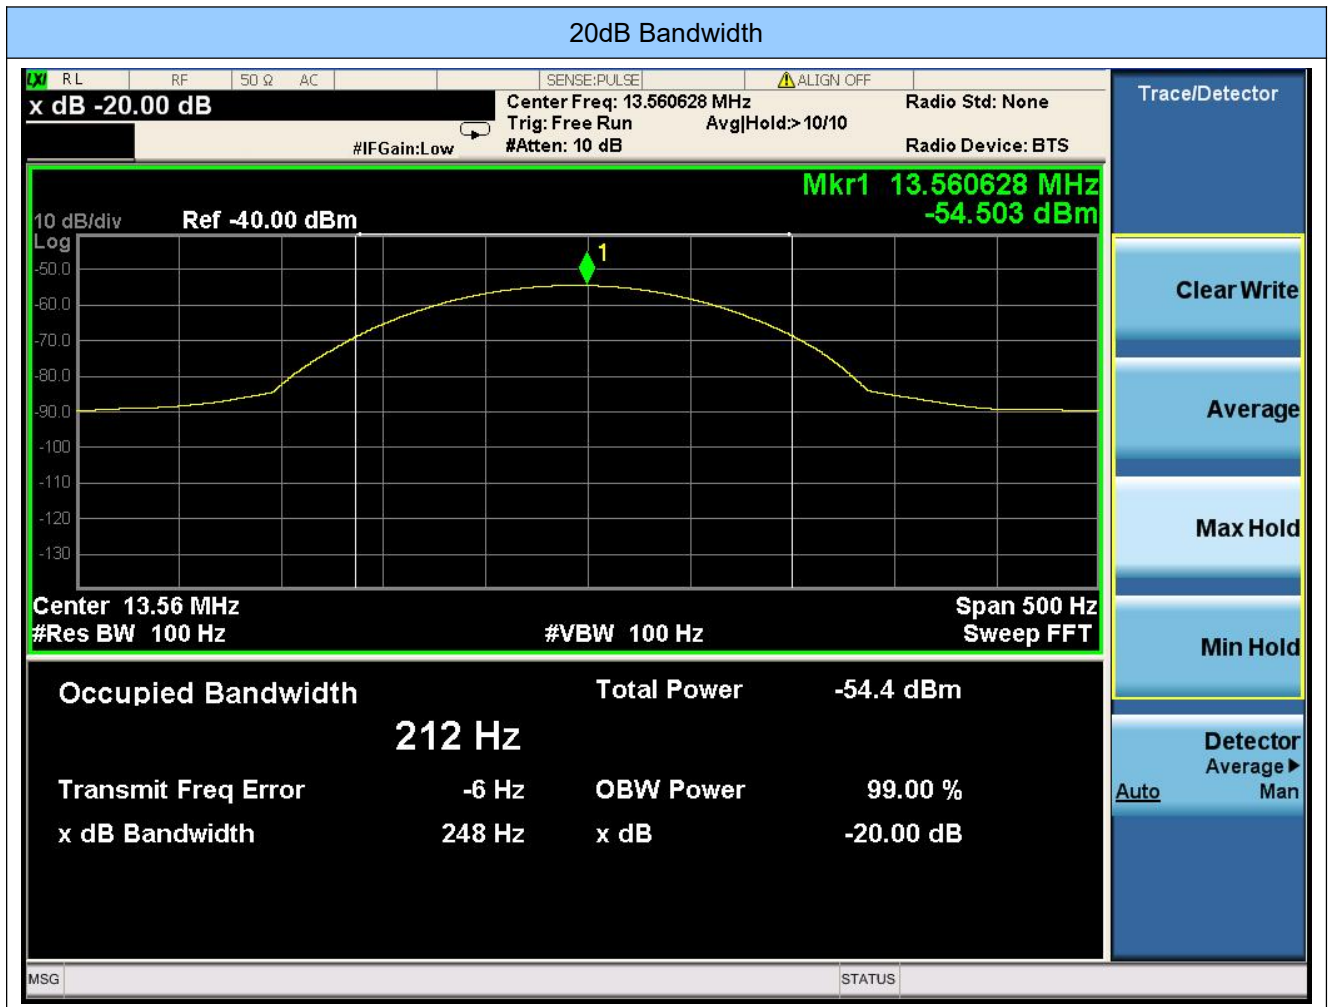 20dB Bandwidth
LXI RL RF 50 Ω AC SENSE:PULSE ALIGN OFF
x dB -20.00 dB
Center Freq: 13.560628 MHz Radio Std: None
Trig: Free Run Avg|Hold:>10/10
#IFGain:Low #Atten: 10 dB Radio Device: BTS
Trace/Detector
Mkr1 13.560628 MHz
-54.503 dBm
10 dB/div Ref -40.00 dBm
Log
1
-50.0
-60.0
-70.0
-80.0
-90.0
-100
-110
-120
-130
Center 13.56 MHz Span 500 Hz
#Res BW 100 Hz #VBW 100 Hz Sweep FFT
Occupied Bandwidth Total Power -54.4 dBm
212 Hz
Transmit Freq Error -6 Hz OBW Power 99.00 %
x dB Bandwidth 248 Hz x dB -20.00 dB
Clear Write
Average
Max Hold
Min Hold
Detector
Average
Auto Man
MSG STATUS